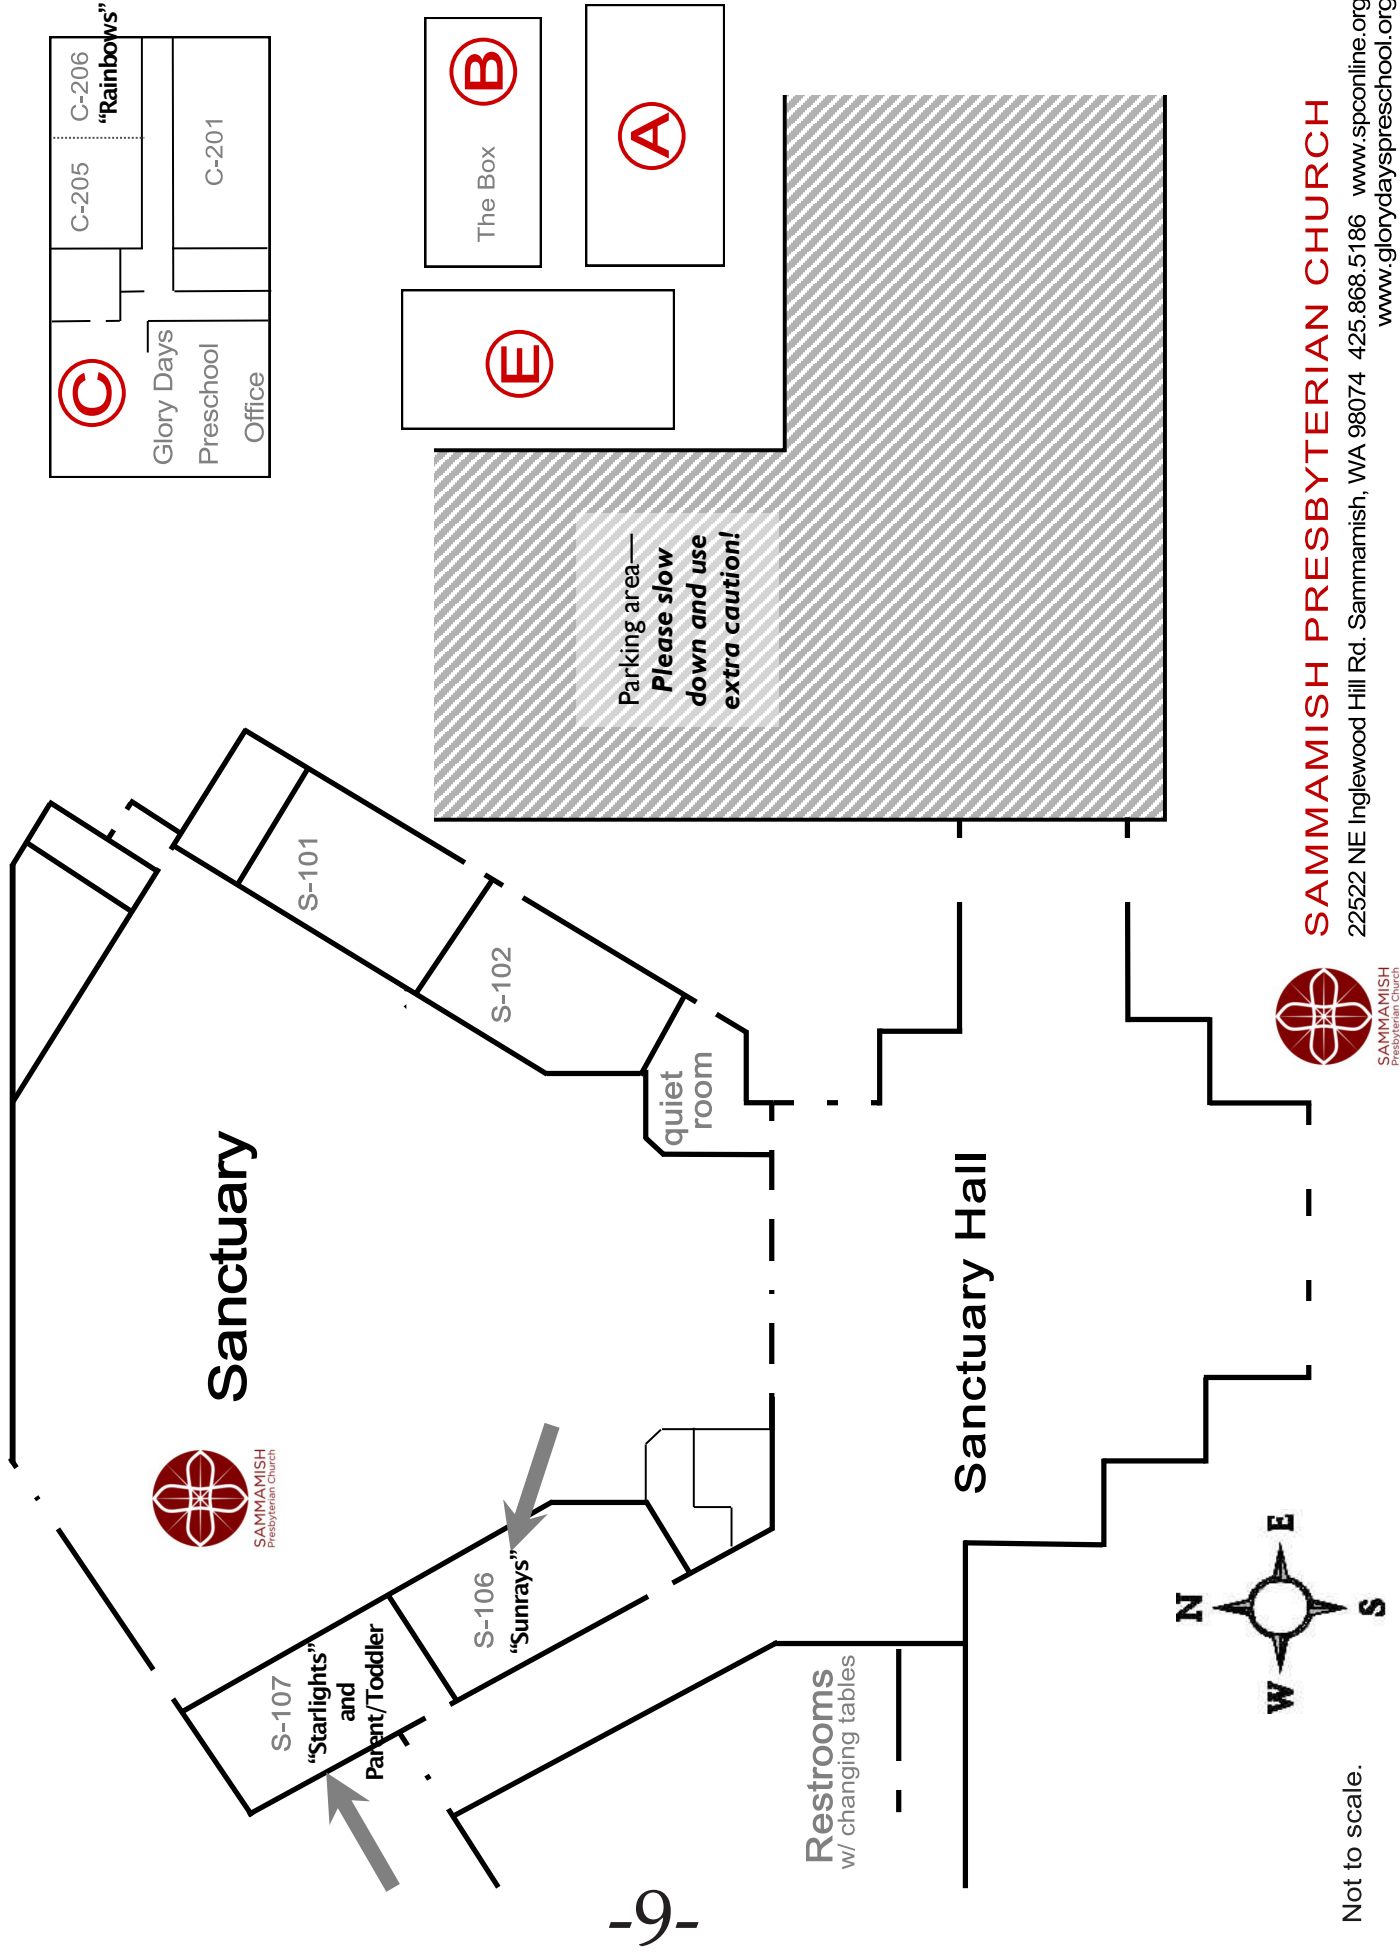 Sanctuary
SAMMAMISH
Presbyterian Church
S-107
“Starlights”
and
Parent/Toddler
S-106
“Sunrays”
S-101
S-102
quiet
room
Sanctuary Hall
Restrooms
w/ changing tables
C
Glory Days
Preschool
Office
C-205
C-206
“Rainbows”
C-201
B
The Box
A
E
Parking area—
Please slow
down and use
extra caution!
N
W
E
S
Not to scale.
SAMMAMISH
Presbyterian Church
SAMMAMISH PRESBYTERIAN CHURCH
22522 NE Inglewood Hill Rd. Sammamish, WA 98074 425.868.5186 www.spconline.org
www.glorydayspreschool.org
-9-